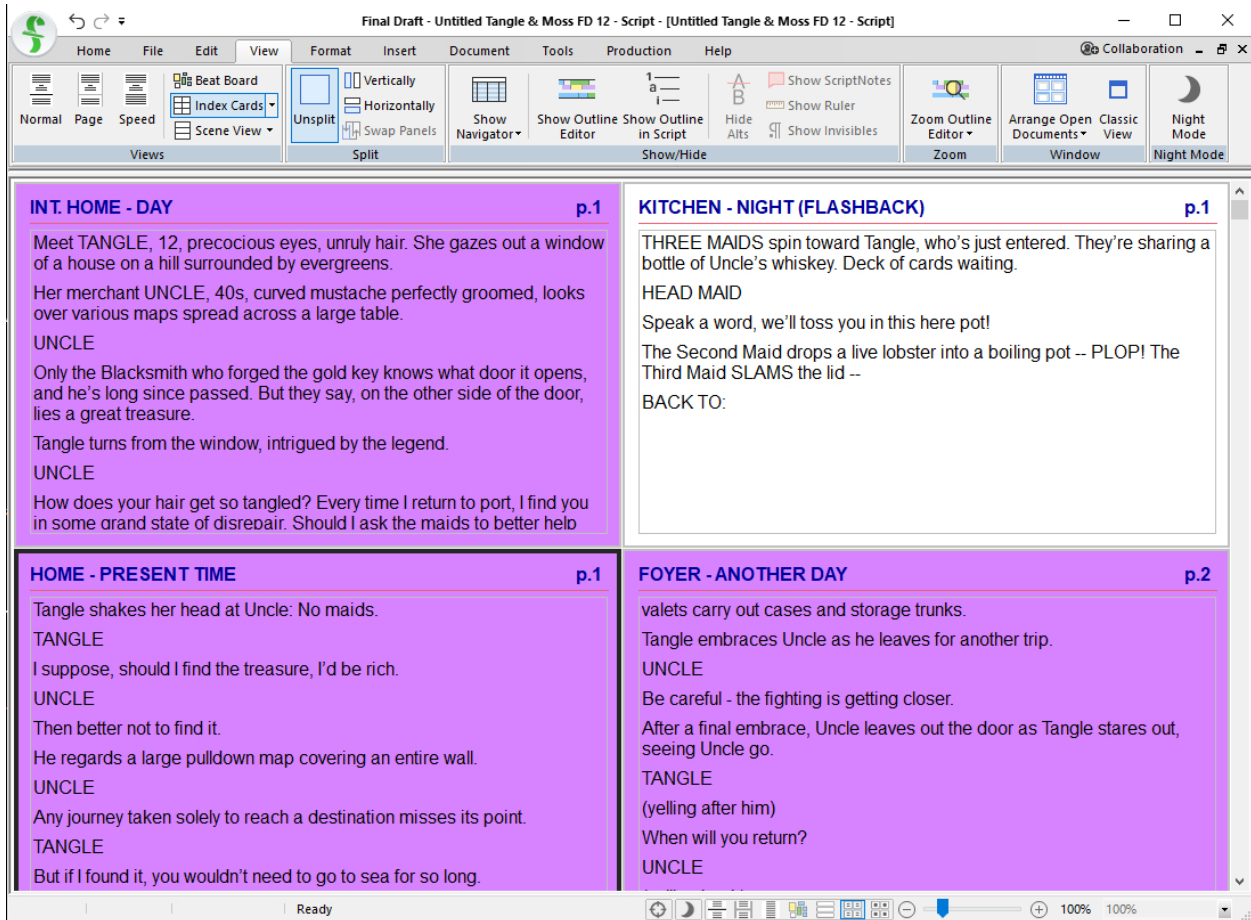 Final Draft - Untitled Tangle & Moss FD 12 - Script - [Untitled Tangle & Moss FD 12 - Script]
Home File Edit View Format Insert Document Tools Production Help Collaboration
Normal Page Speed
Beat Board
Index Cards
Scene View
Views
Unsplit
Vertically
Horizontally
Swap Panels
Split
Show
Navigator
Show Outline
Editor
Show Outline
in Script
Hide
Alts
Show ScriptNotes
Show Ruler
Show Invisibles
Show/Hide
Zoom Outline
Editor
Zoom
Arrange Open
Documents
Classic
View
Window
Night
Mode
Night Mode
INT. HOME - DAY p.1
Meet TANGLE, 12, precocious eyes, unruly hair. She gazes out a window
of a house on a hill surrounded by evergreens.
Her merchant UNCLE, 40s, curved mustache perfectly groomed, looks
over various maps spread across a large table.
UNCLE
Only the Blacksmith who forged the gold key knows what door it opens,
and he's long since passed. But they say, on the other side of the door,
lies a great treasure.
Tangle turns from the window, intrigued by the legend.
UNCLE
How does your hair get so tangled? Every time I return to port, I find you
in some grand state of disrepair. Should I ask the maids to better help
KITCHEN - NIGHT (FLASHBACK) p.1
THREE MAIDS spin toward Tangle, who's just entered. They're sharing a
bottle of Uncle's whiskey. Deck of cards waiting.
HEAD MAID
Speak a word, we'll toss you in this here pot!
The Second Maid drops a live lobster into a boiling pot -- PLOP! The
Third Maid SLAMS the lid --
BACK TO:
HOME - PRESENT TIME p.1
Tangle shakes her head at Uncle: No maids.
TANGLE
I suppose, should I find the treasure, I'd be rich.
UNCLE
Then better not to find it.
He regards a large pulldown map covering an entire wall.
UNCLE
Any journey taken solely to reach a destination misses its point.
TANGLE
But if I found it, you wouldn't need to go to sea for so long.
FOYER - ANOTHER DAY p.2
valets carry out cases and storage trunks.
Tangle embraces Uncle as he leaves for another trip.
UNCLE
Be careful - the fighting is getting closer.
After a final embrace, Uncle leaves out the door as Tangle stares out,
seeing Uncle go.
TANGLE
(yelling after him)
When will you return?
UNCLE
Ready
100% 100%